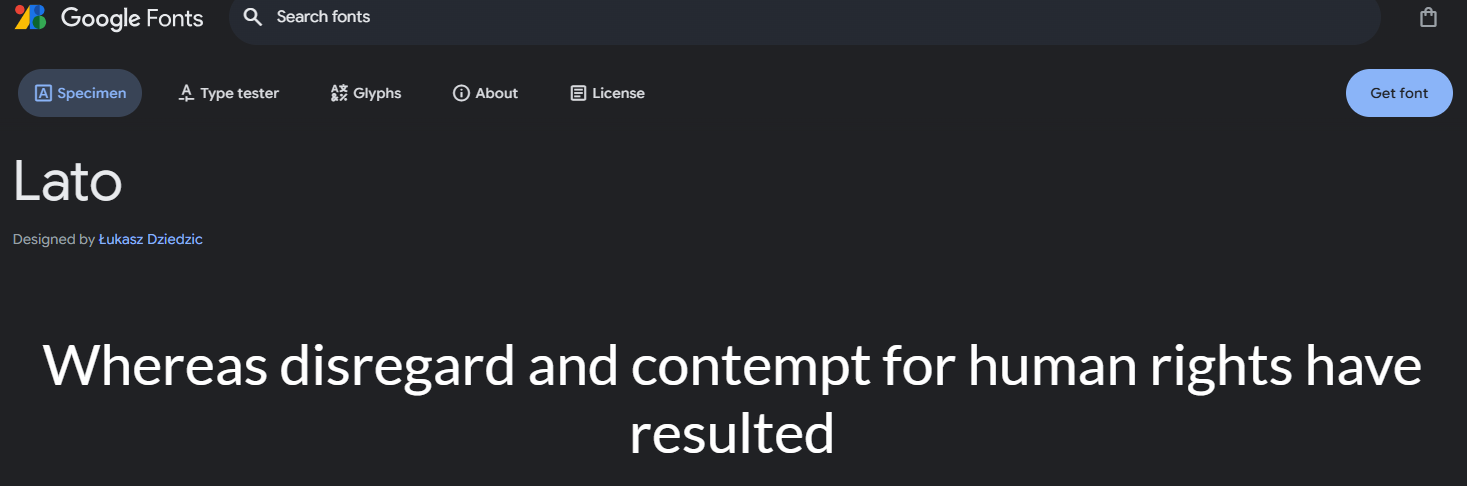 Google Fonts Search fonts
Specimen Type tester Glyphs About License Get font
Lato
Designed by Łukasz Dziedzic
Whereas disregard and contempt for human rights have
resulted